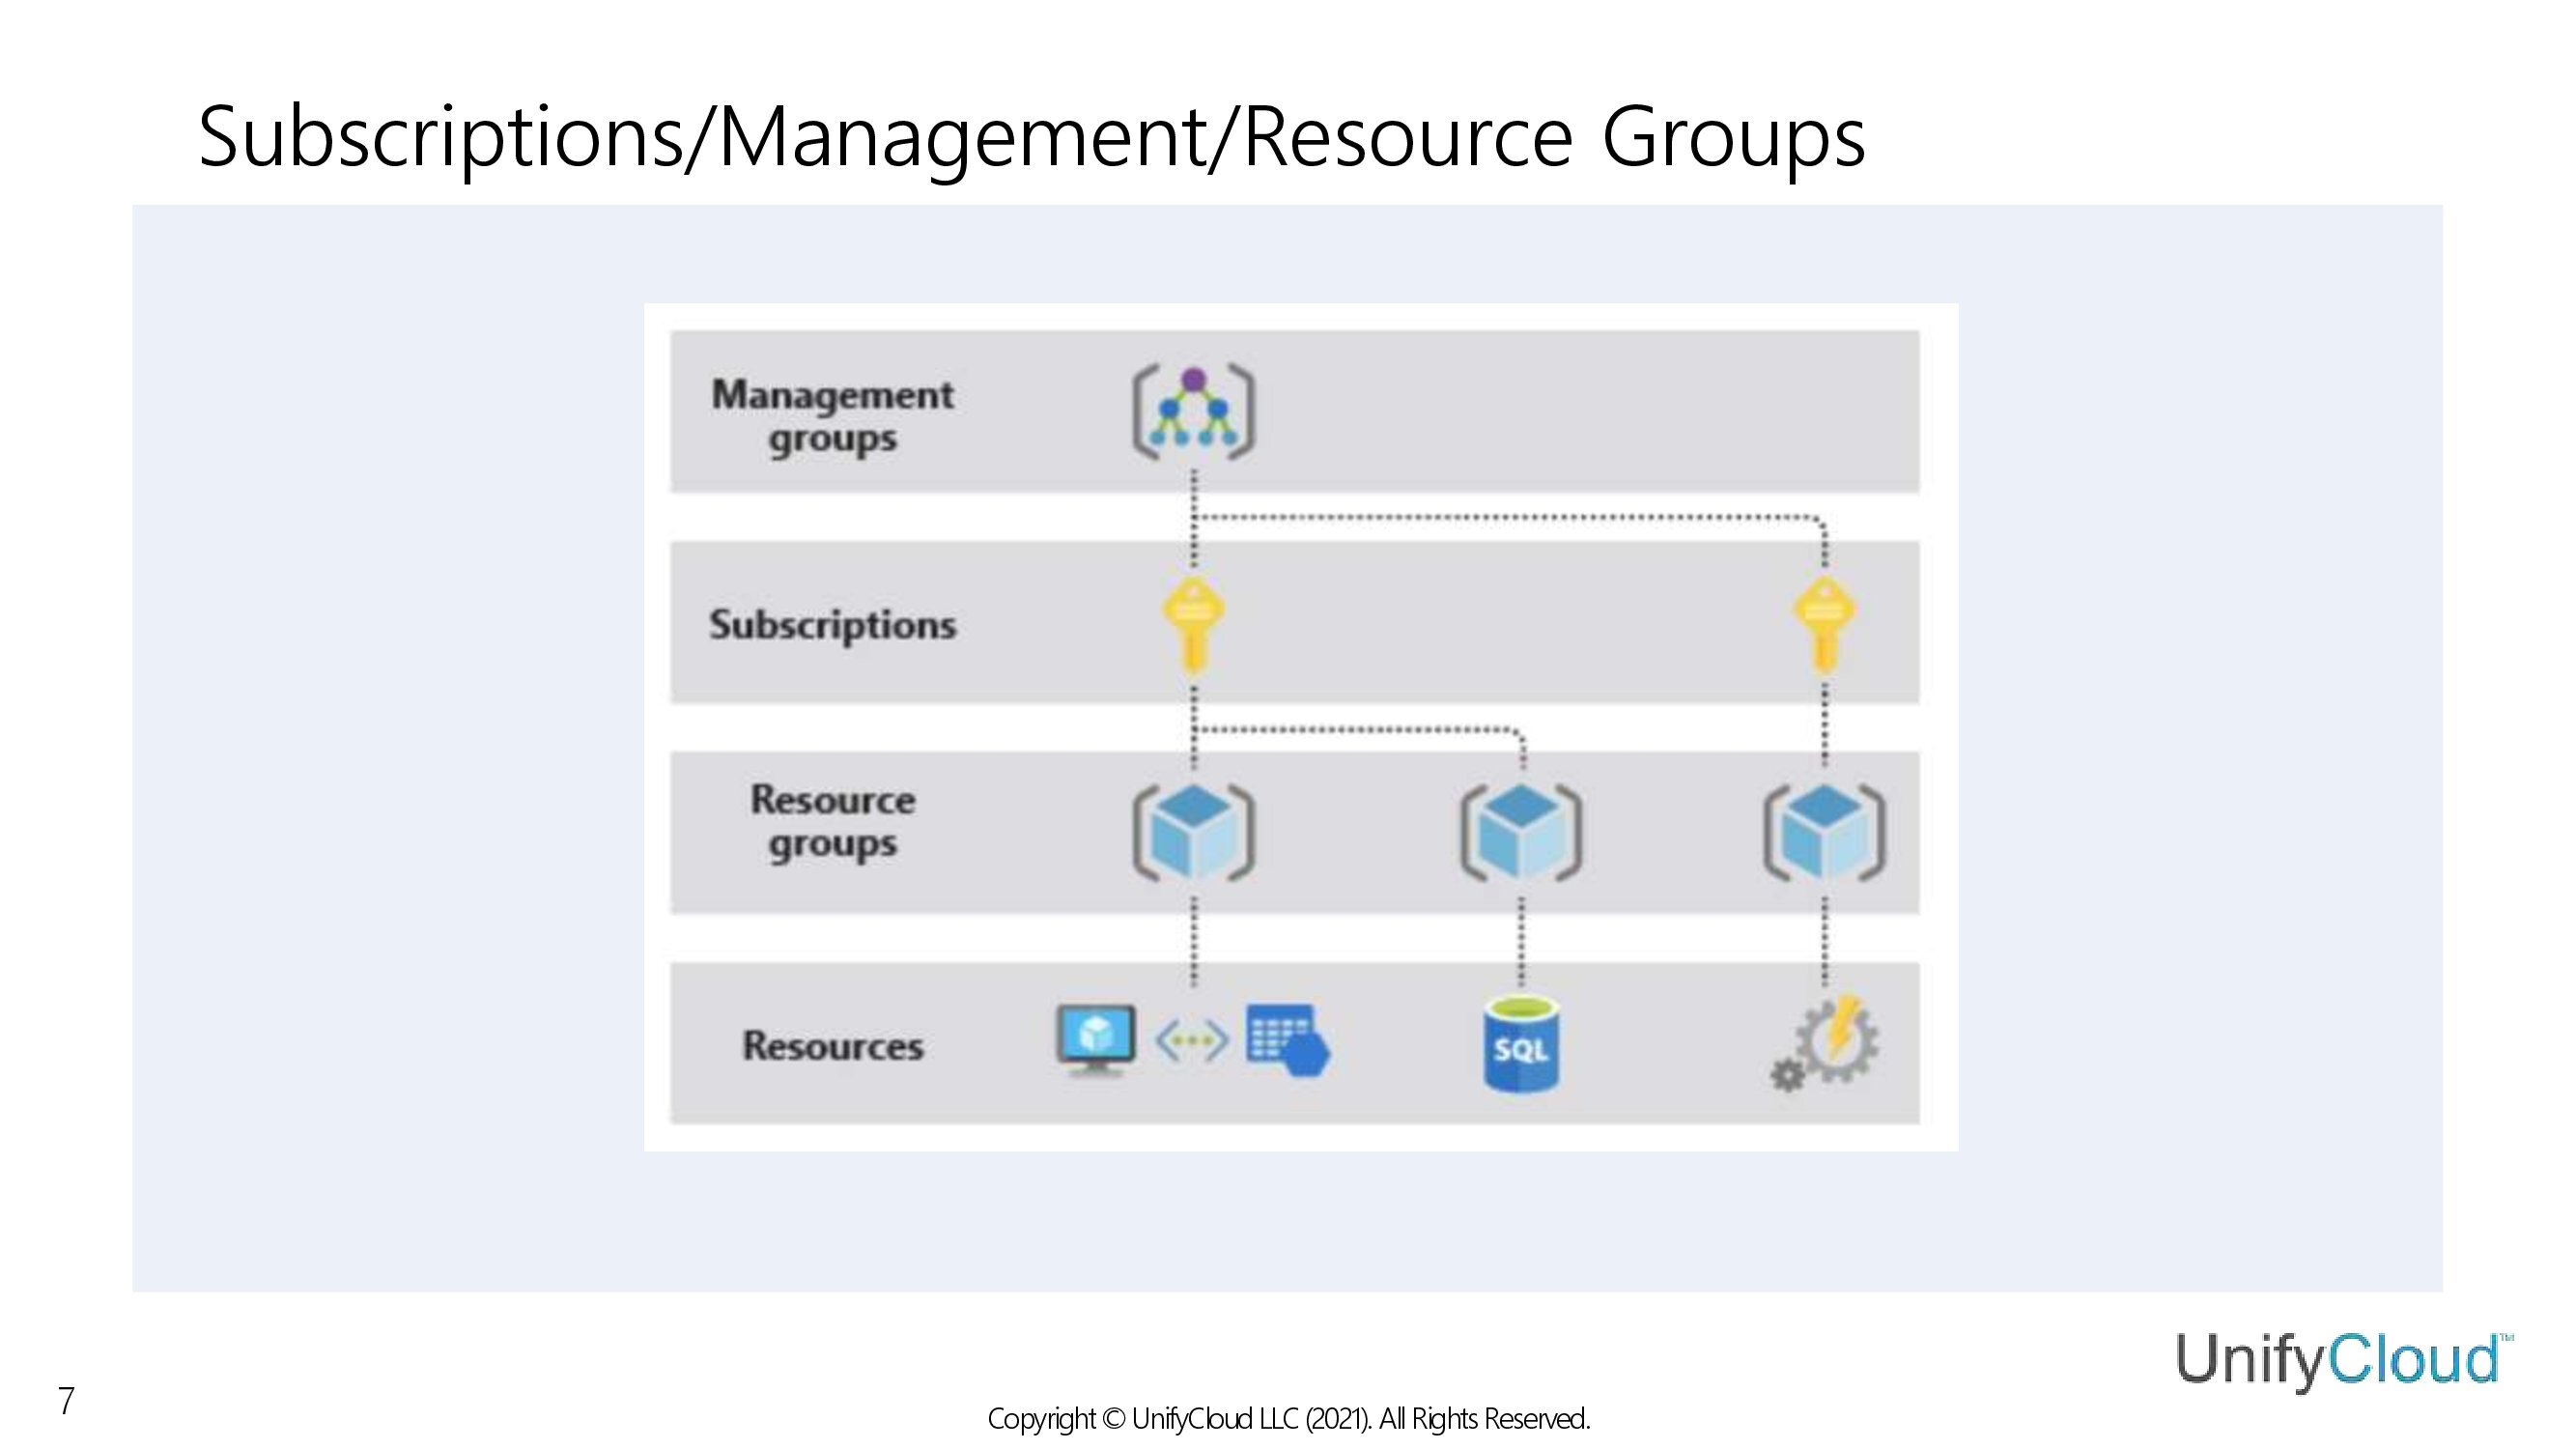 Subscriptions/Management/Resource Groups
Management
groups
Subscriptions
Resource
groups
Resources
SQL
UnifyCloud™
7
Copyright © UnifyCloud LLC (2021). All Rights Reserved.